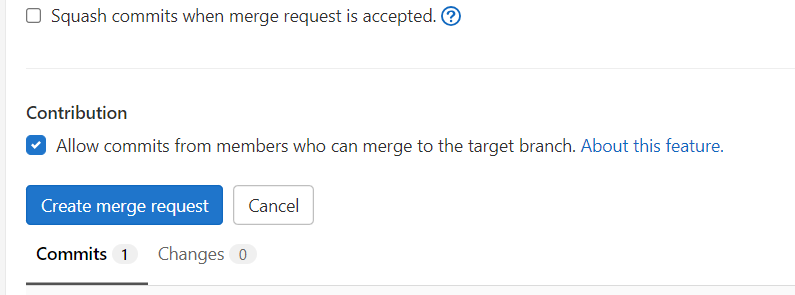 Squash commits when merge request is accepted. ?
Contribution
Allow commits from members who can merge to the target branch. About this feature.
Create merge request Cancel
Commits 1 Changes 0